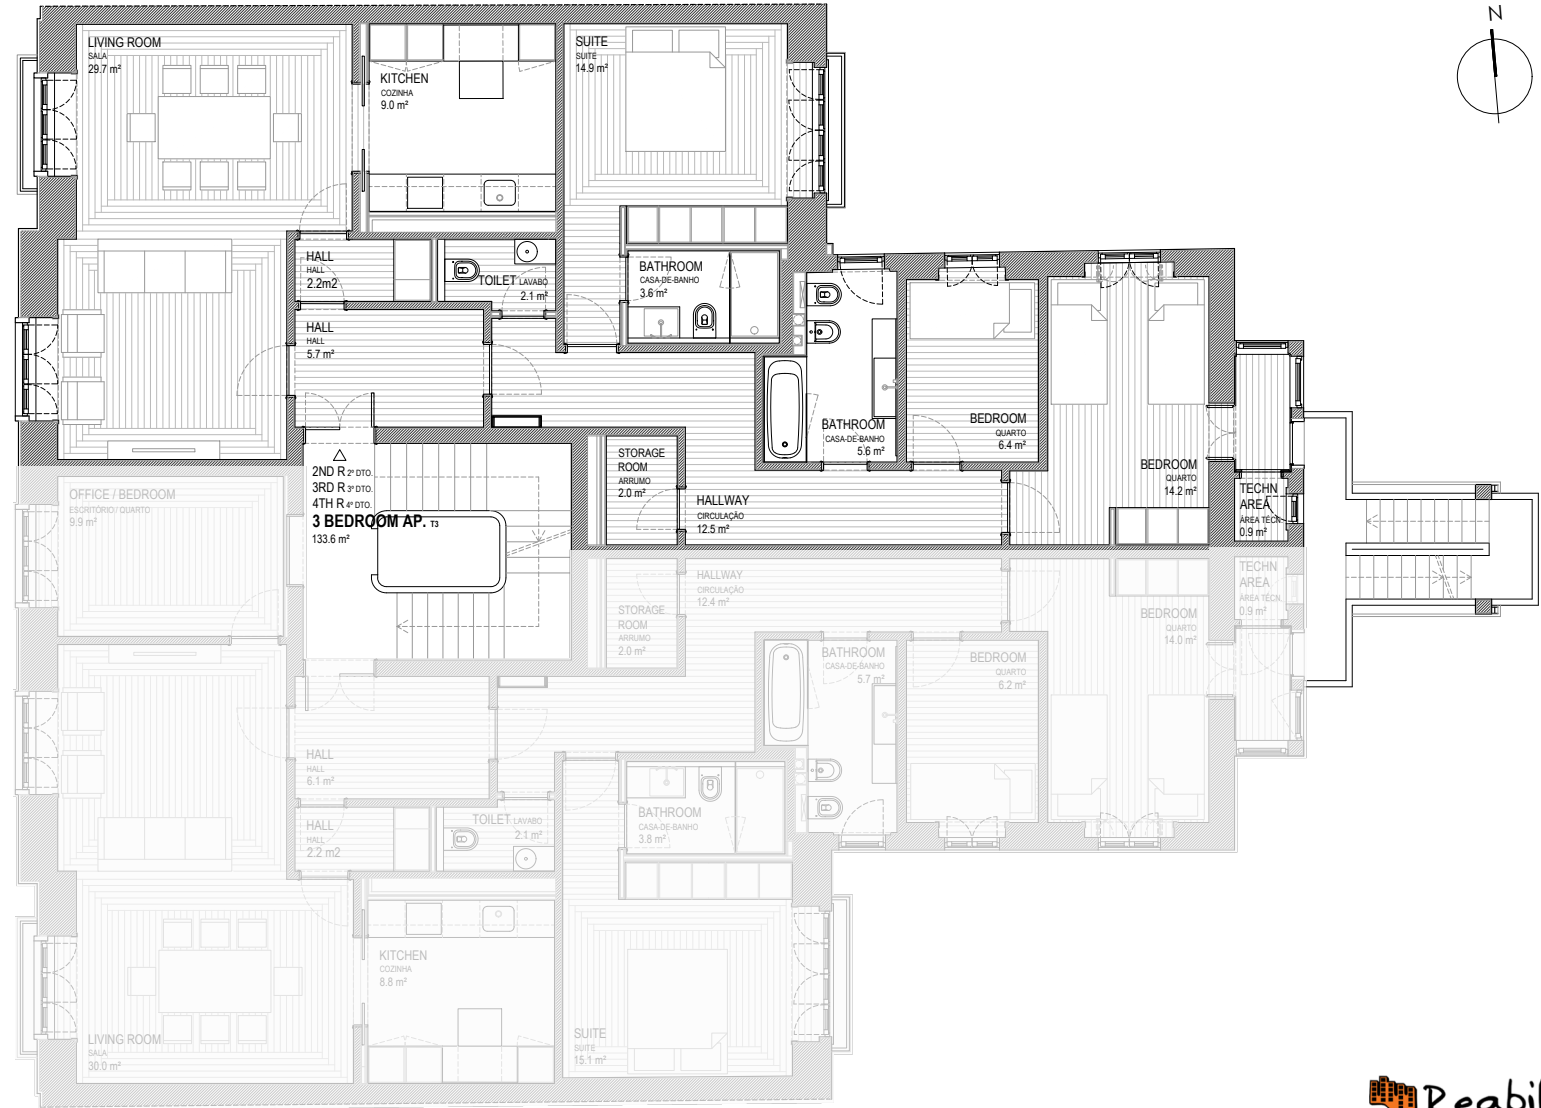 N
LIVING ROOM
SALA
29.7 m²
KITCHEN
COZINHA
9.0 m²
SUITE
SUITE
14.9 m²
HALL
HALL
2.2m2
TOILET LAVABO
2.1 m²
BATHROOM
CASA-DE-BANHO
3.6 m²
HALL
HALL
5.7 m²
BATHROOM
CASA-DE-BANHO
5.6 m²
BEDROOM
QUARTO
6.4 m²
BEDROOM
QUARTO
14.2 m²
TECHN
AREA
ÁREA TÉCN.
0.9 m²
STORAGE
ROOM
ARRUMO
2.0 m²
HALLWAY
CIRCULAÇÃO
12.5 m²
2ND R 2º DTO.
3RD R 3º DTO.
4TH R 4º DTO.
3 BEDROOM AP. T3
133.6 m²
OFFICE / BEDROOM
ESCRITÓRIO / QUARTO
9.9 m²
HALLWAY
CIRCULAÇÃO
12.4 m²
STORAGE
ROOM
ARRUMO
2.0 m²
TECHN
AREA
ÁREA TÉCN.
0.9 m²
BEDROOM
QUARTO
14.0 m²
BATHROOM
CASA-DE-BANHO
5.7 m²
BEDROOM
QUARTO
6.2 m²
HALL
HALL
6.1 m²
HALL
HALL
2.2 m2
TOILET LAVABO
2.1 m²
BATHROOM
CASA-DE-BANHO
3.8 m²
KITCHEN
COZINHA
8.8 m²
LIVING ROOM
SALA
30.0 m²
SUITE
SUITE
15.1 m²